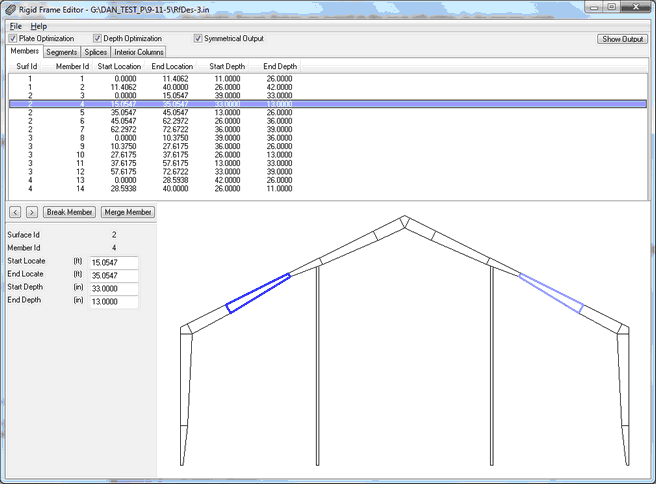 Rigid Frame Editor - G:\DAN_TEST_P\9-11-5\RfDes-3.in
File Help
Plate Optimization Depth Optimization Symmetrical Output Show Output
Members Segments Splices Interior Columns
Surf Id Member Id Start Location End Location Start Depth End Depth
1 1 0.0000 11.4062 11.0000 26.0000
1 2 11.4062 40.0000 26.0000 42.0000
2 3 0.0000 15.0547 39.0000 33.0000
2 4 15.0547 35.0547 33.0000 13.0000
2 5 35.0547 45.0547 13.0000 26.0000
2 6 45.0547 62.2972 26.0000 36.0000
2 7 62.2972 72.6722 36.0000 39.0000
3 8 0.0000 10.3750 39.0000 36.0000
3 9 10.3750 27.6175 36.0000 26.0000
3 10 27.6175 37.6175 26.0000 13.0000
3 11 37.6175 57.6175 13.0000 33.0000
3 12 57.6175 72.6722 33.0000 39.0000
4 13 0.0000 28.5938 42.0000 26.0000
4 14 28.5938 40.0000 26.0000 11.0000
< > Break Member Merge Member
Surface Id 2
Member Id 4
Start Locate (ft) 15.0547
End Locate (ft) 35.0547
Start Depth (in) 33.0000
End Depth (in) 13.0000